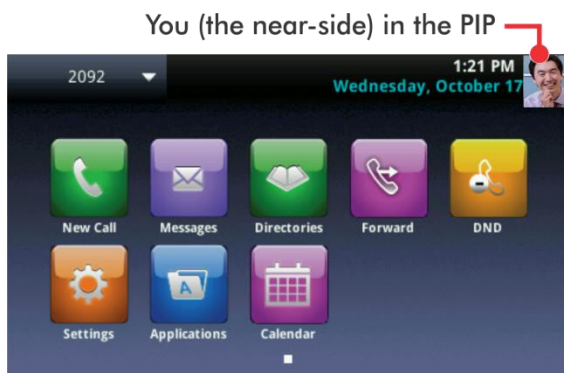 You (the near-side) in the PIP
2092
1:21 PM
Wednesday, October 17
New Call Messages Directories Forward DND
A
Settings Applications Calendar